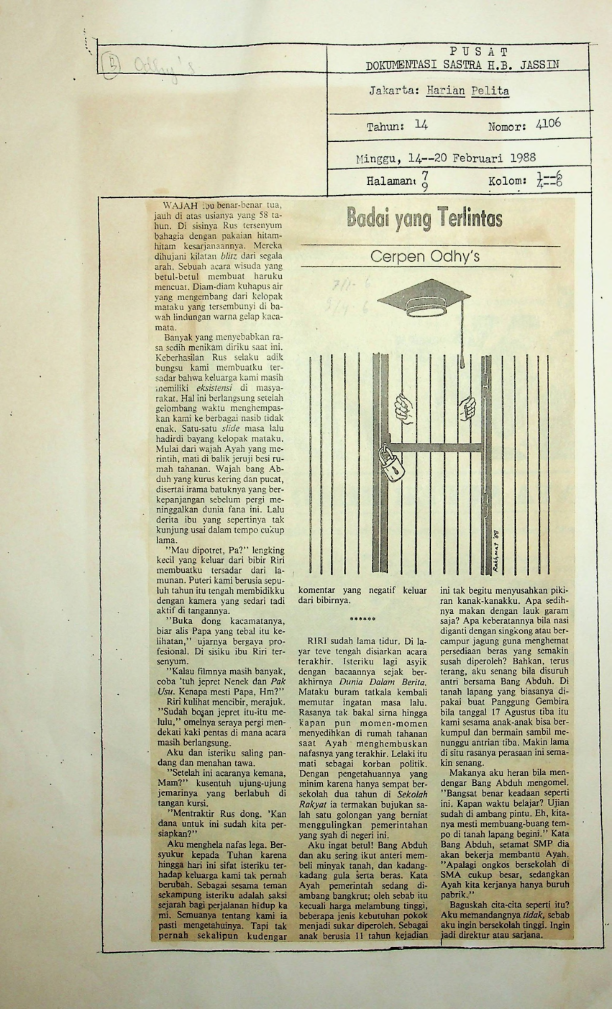 5 Odhy's
P U S A T
DOKUMENTASI SASTRA H.B. JASSIN
Jakarta: Harian Pelita
Tahun: 14 Nomor: 4106
Minggu, 14--20 Februari 1988
Halaman: 7 Kolom: 1--6
9 4--6
Badai yang Terlintas
Cerpen Odhy's
WAJAH ibu benar-benar tua,
jauh di atas usianya yang 58 ta-
hun. Di sisinya Rus tersenyum
bahagia dengan pakaian hitam-
hitam kesarjanaannya. Mereka
dihujani kilatan blitz dari segala
arah. Sebuah acara wisuda yang
betul-betul membuat haruku
mencuat. Diam-diam kuhapus air
yang mengembang dari kelopak
mataku yang tersembunyi di ba-
wah lindungan warna gelap kaca-
mata.
Banyak yang menyebabkan ra-
sa sedih menikam diriku saat ini.
Keberhasilan Rus selaku adik
bungsu kami membuatku ter-
sadar bahwa keluarga kami masih
memiliki eksistensi di masya-
rakat. Hal ini berlangsung setelah
gelombang waktu menghempas-
kan kami ke berbagai nasib tidak
enak. Satu-satu slide masa lalu
hadirdi bayang kelopak mataku.
Mulai dari wajah Ayah yang me-
rintih, mati di balik jeruji besi ru-
mah tahanan. Wajah bang Ab-
duh yang kurus kering dan pucat,
disertai irama batuknya yang ber-
kepanjangan sebelum pergi me-
ninggalkan dunia fana ini. Lalu
derita ibu yang sepertinya tak
kunjung usai dalam tempo cukup
lama.
"Mau dipotret, Pa?" lengking
kecil yang keluar dari bibir Riri
membuatku tersadar dari la-
munan. Puteri kami berusia sepu-
luh tahun itu tengah membidikku
dengan kamera yang sedari tadi
aktif di tangannya.
"Buka dong kacamatanya,
biar alis Papa yang tebal itu ke-
lihatan," ujarnya bergaya pro-
fesional. Di sisiku ibu Riri ter-
senyum.
"Kalau filmnya masih banyak,
coba 'tuh jepret Nenek dan Pak
Usu. Kenapa mesti Papa, Hm?"
Riri kulihat mencibir, merajuk.
"Sudah bosan jepret itu-itu me-
lulu," omelnya seraya pergi men-
dekati kaki pentas di mana acara
masih berlangsung.
Aku dan isteriku saling pan-
dang dan menahan tawa.
"Setelah ini acaranya kemana,
Mam?" kusentuh ujung-ujung
jemarinya yang berlabuh di
tangan kursi.
"Mentraktir Rus dong. 'Kan
dana untuk ini sudah kita per-
siapkan?"
Aku menghela nafas lega. Ber-
syukur kepada Tuhan karena
hingga hari ini sifat isteriku ter-
hadap keluarga kami tak pernah
berubah. Sebagai sesama teman
sekampung isteriku adalah saksi
sejarah bagi perjalanan hidup ka
mi. Semuanya tentang kami ia
pasti mengetahuinya. Tapi tak
pernah sekalipun kudengar
komentar yang negatif keluar
dari bibirnya.
******
RIRI sudah lama tidur. Di la-
yar teve tengah disiarkan acara
terakhir. Isteriku lagi asyik
dengan bacaannya sejak ber-
akhirnya Dunia Dalam Berita.
Mataku buram tatkala kembali
memutar ingatan masa lalu.
Rasanya tak bakal sirna hingga
kapan pun momen-momen
menyedihkan di rumah tahanan
saat Ayah menghembuskan
nafasnya yang terakhir. Lelaki itu
mati sebagai korban politik.
Dengan pengetahuannya yang
minim karena hanya sempat ber-
sekolah dua tahun di Sekolah
Rakyat ia termakan bujukan sa-
lah satu golongan yang berniat
menggulingkan pemerintahan
yang syah di negeri ini.
Aku ingat betul! Bang Abduh
dan aku sering ikut antri mem-
beli minyak tanah, dan kadang-
kadang gula serta beras. Kata
Ayah pemerintah sedang di-
ambang bangkrut; oleh sebab itu
kecuali harga melambung tinggi,
beberapa jenis kebutuhan pokok
menjadi sukar diperoleh. Sebagai
anak berusia 11 tahun kejadian
ini tak begitu menyusahkan piki-
ran kanak-kanakku. Apa sedih-
nya makan dengan lauk garam
saja? Apa keberatannya bila nasi
diganti dengan singkong atau ber-
campur jagung guna menghemat
persediaan beras yang semakin
susah diperoleh? Bahkan, terus
terang, aku senang bila disuruh
antri bersama Bang Abduh. Di
tanah lapang yang biasanya di-
pakai buat Panggung Gembira
bila tanggal 17 Agustus tiba itu
kami sesama anak-anak bisa ber-
kumpul dan bermain sambil me-
nunggu antrian tiba. Makin lama
di situ rasanya perasaan ini sema-
kin senang.
Makanya aku heran bila men-
dengar Bang Abduh mengomel.
"Bangsat benar keadaan seperti
ini. Kapan waktu belajar? Ujian
sudah di ambang pintu. Eh, kita-
nya mesti membuang-buang tem-
po di tanah lapang begini." Kata
Bang Abduh, setamat SMP dia
akan bekerja membantu Ayah.
"Apalagi ongkos bersekolah di
SMA cukup besar, sedangkan
Ayah kita kerjanya hanya buruh
pabrik."
Baguskah cita-cita seperti itu?
Aku memandangnya tidak, sebab
aku ingin bersekolah tinggi. Ingin
jadi direktur atau sarjana.